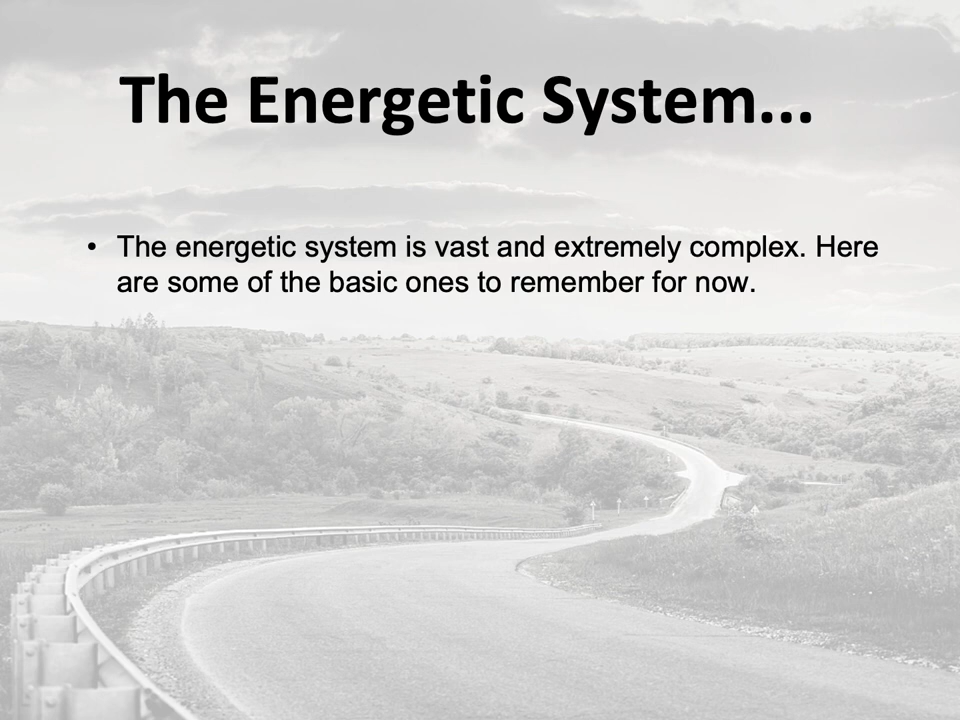 The Energetic System...
• The energetic system is vast and extremely complex. Here
are some of the basic ones to remember for now.